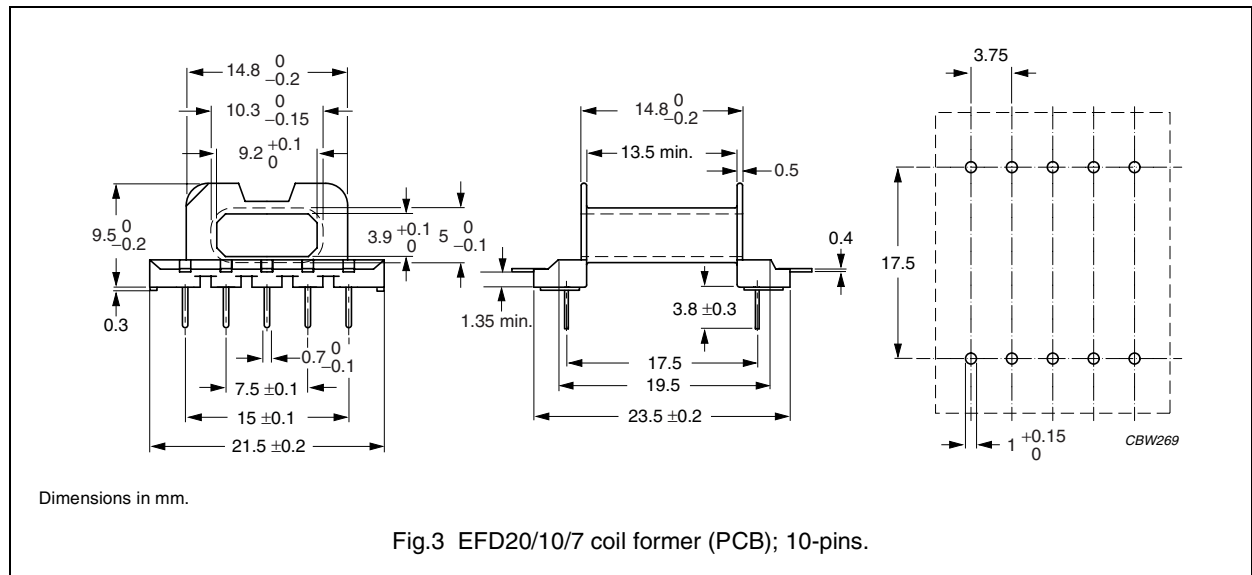 14.8 0 −0.2
10.3 0 −0.15
9.2 +0.1 0
9.5 0 −0.2
3.9 +0.1 0
5 0 −0.1
0.3
0.7 0 −0.1
7.5 ±0.1
15 ±0.1
21.5 ±0.2
14.8 0 −0.2
13.5 min.
0.5
0.4
1.35 min.
3.8 ±0.3
17.5
19.5
23.5 ±0.2
3.75
17.5
1 +0.15 0
CBW269
Dimensions in mm.
Fig.3 EFD20/10/7 coil former (PCB); 10-pins.